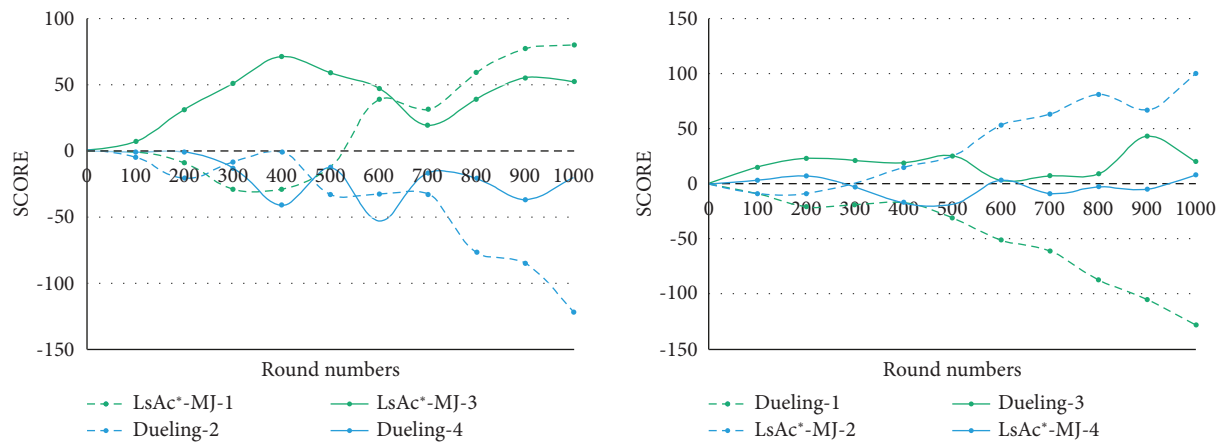 100
50
0
-50
-100
-150
SCORE
0 100 200 300 400 500 600 700 800 900 1000
Round numbers
LsAc*-MJ-1 LsAc*-MJ-3
Dueling-2 Dueling-4
150
100
50
0
-50
-100
-150
SCORE
0 100 200 300 400 500 600 700 800 900 1000
Round numbers
Dueling-1 Dueling-3
LsAc*-MJ-2 LsAc*-MJ-4